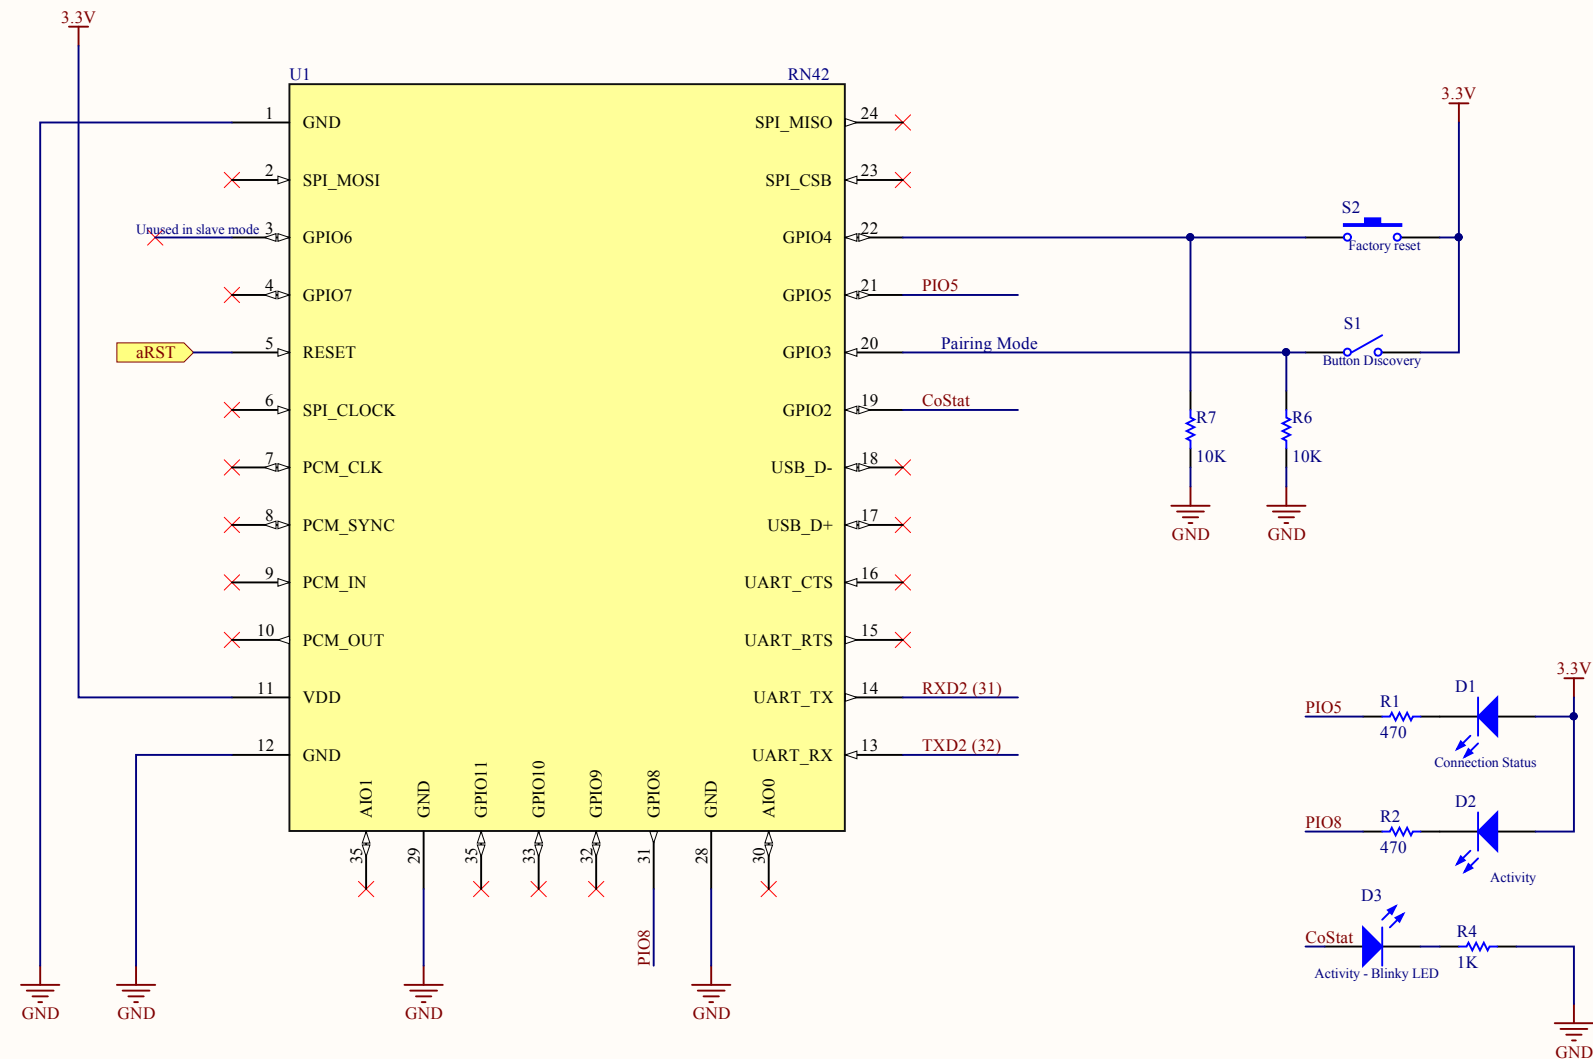 3.3V
U1
RN42
1
GND
2
SPI_MOSI
Unused in slave mode
3
GPIO6
4
GPIO7
aRST
5
RESET
6
SPI_CLOCK
7
PCM_CLK
8
PCM_SYNC
9
PCM_IN
10
PCM_OUT
11
VDD
12
GND
SPI_MISO
24
SPI_CSB
23
GPIO4
22
GPIO5
21
PIO5
GPIO3
20
Pairing Mode
GPIO2
19
CoStat
USB_D-
18
USB_D+
17
UART_CTS
16
UART_RTS
15
UART_TX
14
RXD2 (31)
UART_RX
13
TXD2 (32)
AIO1
GND
GPIO11
GPIO10
GPIO9
GPIO8
GND
AIO0
35
29
35
33
32
31
28
30
PIO8
GND
GND
GND
GND
3.3V
S2
Factory reset
S1
Button Discovery
R7
10K
R6
10K
GND
GND
3.3V
PIO5
R1
470
D1
Connection Status
PIO8
R2
470
D2
Activity
CoStat
D3
Activity - Blinky LED
R4
1K
GND